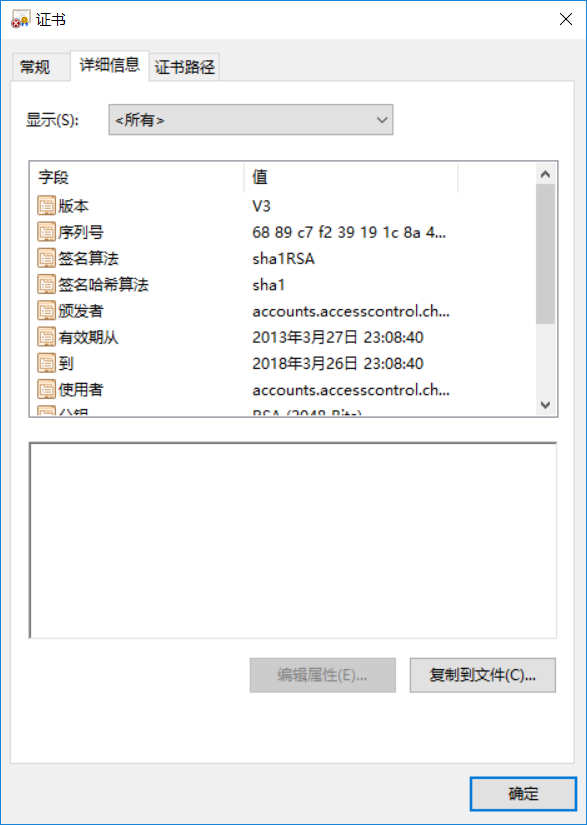 证书
常规 详细信息 证书路径
显示(S): <所有>
字段 值
版本 V3
序列号 68 89 c7 f2 39 19 1c 8a 4...
签名算法 sha1RSA
签名哈希算法 sha1
颁发者 accounts.accesscontrol.ch...
有效期从 2013年3月27日 23:08:40
到 2018年3月26日 23:08:40
使用者 accounts.accesscontrol.ch...
公钥 RSA (2048 Bits)
编辑属性(E)... 复制到文件(C)...
确定